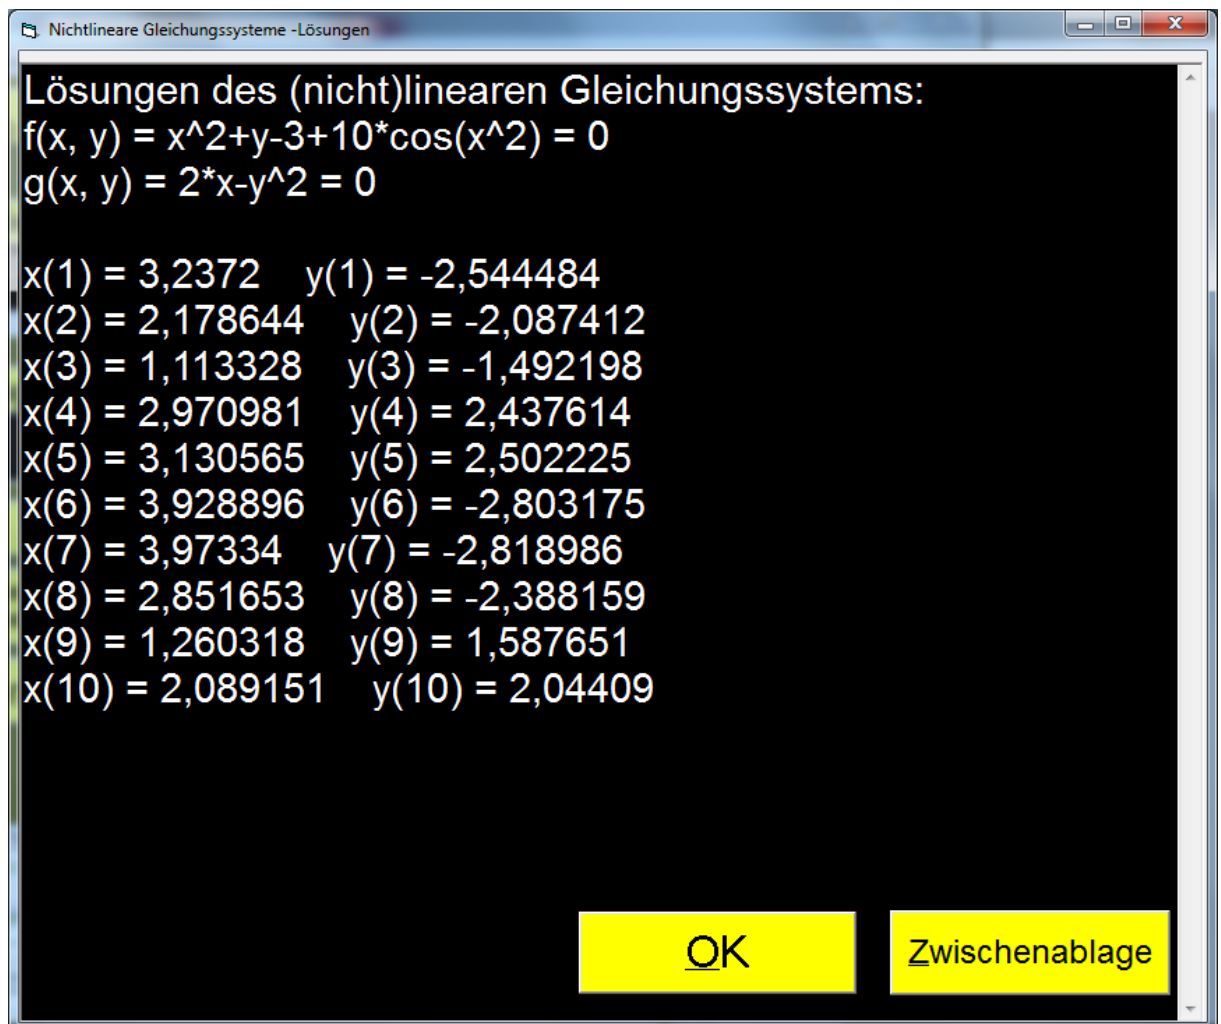 Nichtlineare Gleichungssysteme -Lösungen
Lösungen des (nicht)linearen Gleichungssystems:
f(x, y) = x^2+y-3+10*cos(x^2) = 0
g(x, y) = 2*x-y^2 = 0
x(1) = 3,2372 y(1) = -2,544484
x(2) = 2,178644 y(2) = -2,087412
x(3) = 1,113328 y(3) = -1,492198
x(4) = 2,970981 y(4) = 2,437614
x(5) = 3,130565 y(5) = 2,502225
x(6) = 3,928896 y(6) = -2,803175
x(7) = 3,97334 y(7) = -2,818986
x(8) = 2,851653 y(8) = -2,388159
x(9) = 1,260318 y(9) = 1,587651
x(10) = 2,089151 y(10) = 2,04409
OK Zwischenablage